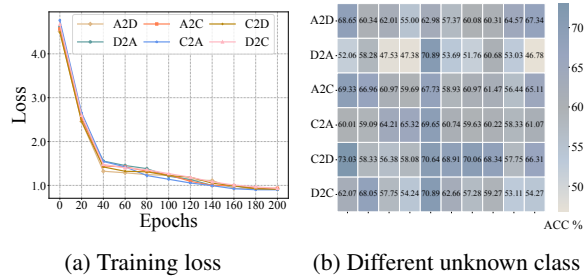 A2D A2C C2D
D2A C2A D2C
Loss
4.0
3.0
2.0
1.0
0 20 40 60 80 100 120 140 160 180 200
Epochs
(a) Training loss
A2D 68.65 60.34 62.01 55.00 62.98 57.37 60.08 60.31 64.57 67.34
D2A 52.06 58.28 47.53 47.38 70.89 53.69 51.76 60.68 53.03 46.78
A2C 69.33 66.96 60.97 59.69 67.73 58.93 60.97 61.47 56.44 65.11
C2A 60.01 59.09 64.21 65.32 69.65 60.74 59.63 60.22 58.33 61.07
C2D 73.03 58.33 56.38 58.08 70.64 68.91 70.06 68.34 57.75 66.31
D2C 62.07 68.05 57.75 54.24 70.89 62.66 57.28 59.27 53.11 54.27
70
65
60
55
50
ACC %
(b) Different unknown class